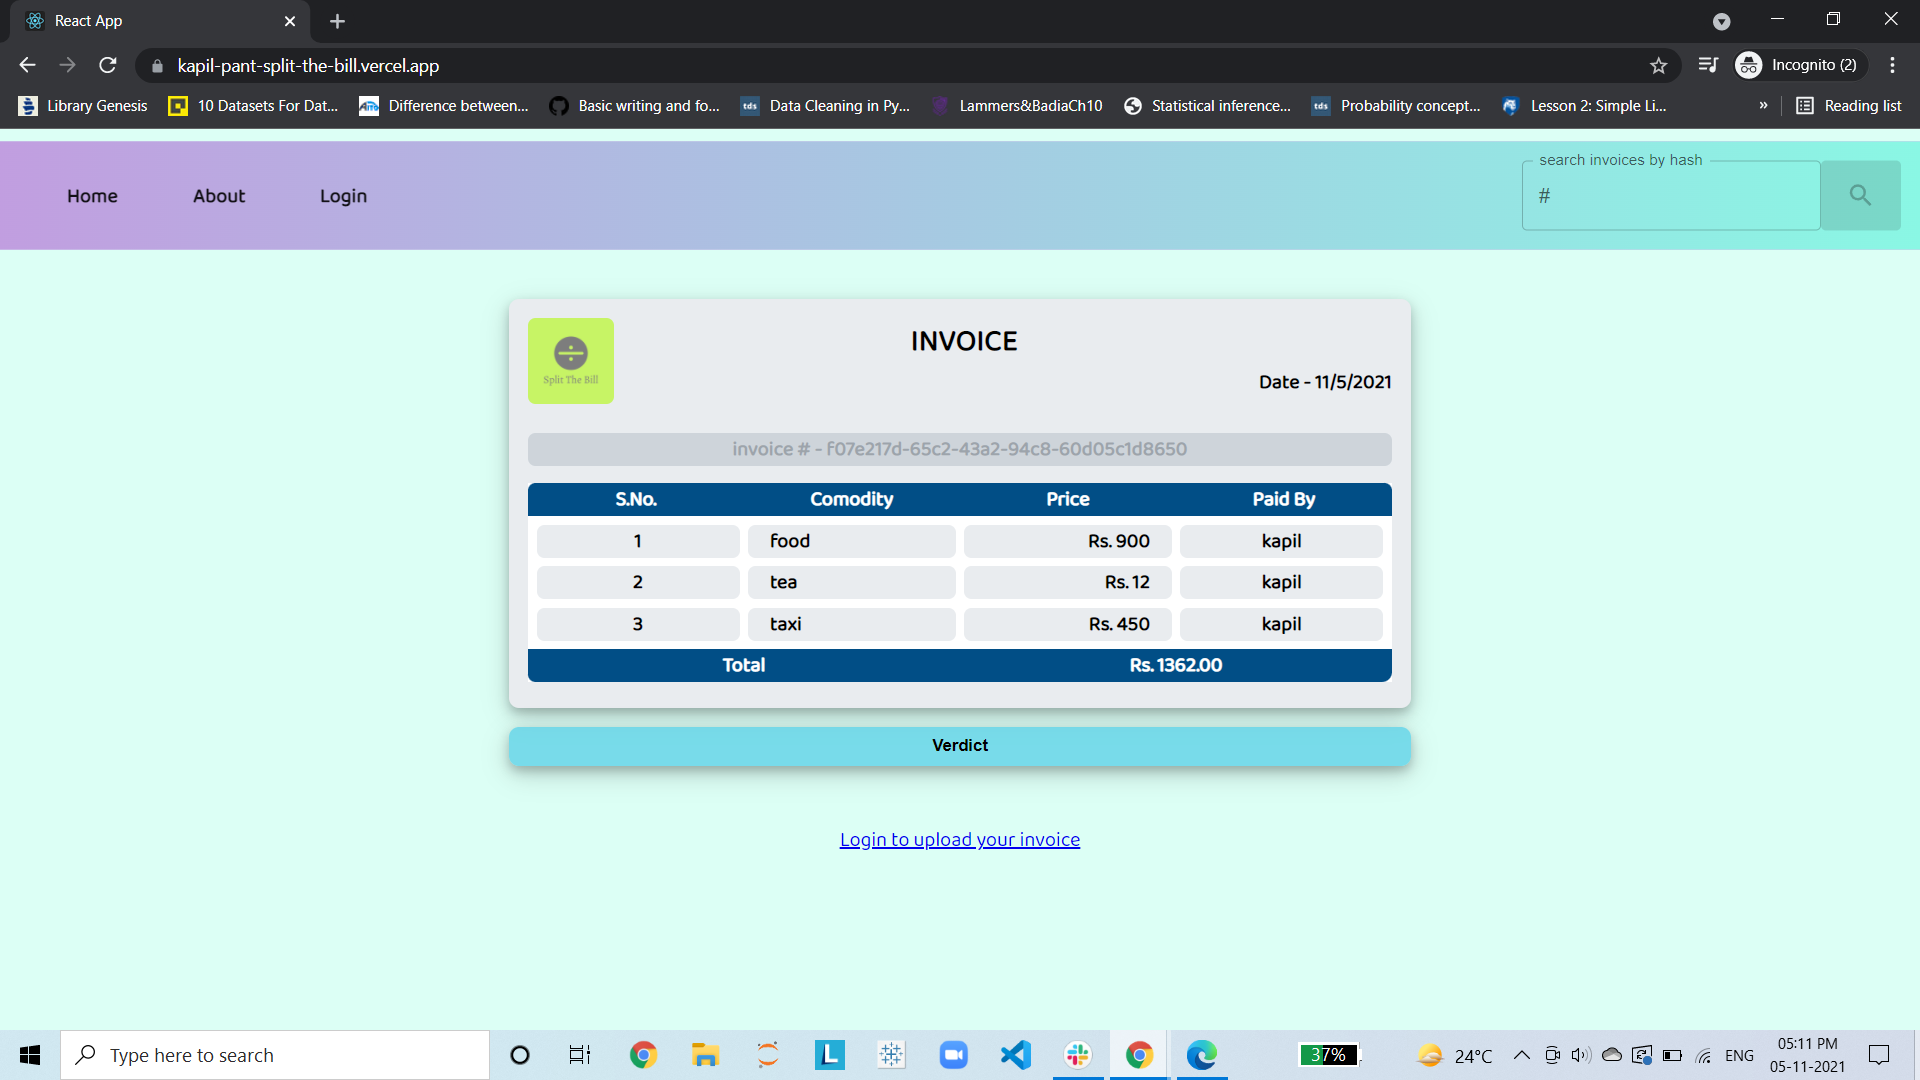 React App
kapil-pant-split-the-bill.vercel.app
Incognito (2)
Library Genesis
10 Datasets For Dat...
Difference between...
Basic writing and fo...
tds
Data Cleaning in Py...
Lammers&BadiaCh10
Statistical inference...
tds
Probability concept...
Lesson 2: Simple Li...
»
Reading list
Home
About
Login
search invoices by hash
#
Split The Bill
INVOICE
Date - 11/5/2021
invoice # - f07e217d-65c2-43a2-94c8-60d05c1d8650
S.No. Comodity Price Paid By
1 food Rs. 900 kapil
2 tea Rs. 12 kapil
3 taxi Rs. 450 kapil
Total Rs. 1362.00
Verdict
Login to upload your invoice
Type here to search
L
37%
24°C
ENG
05:11 PM
05-11-2021